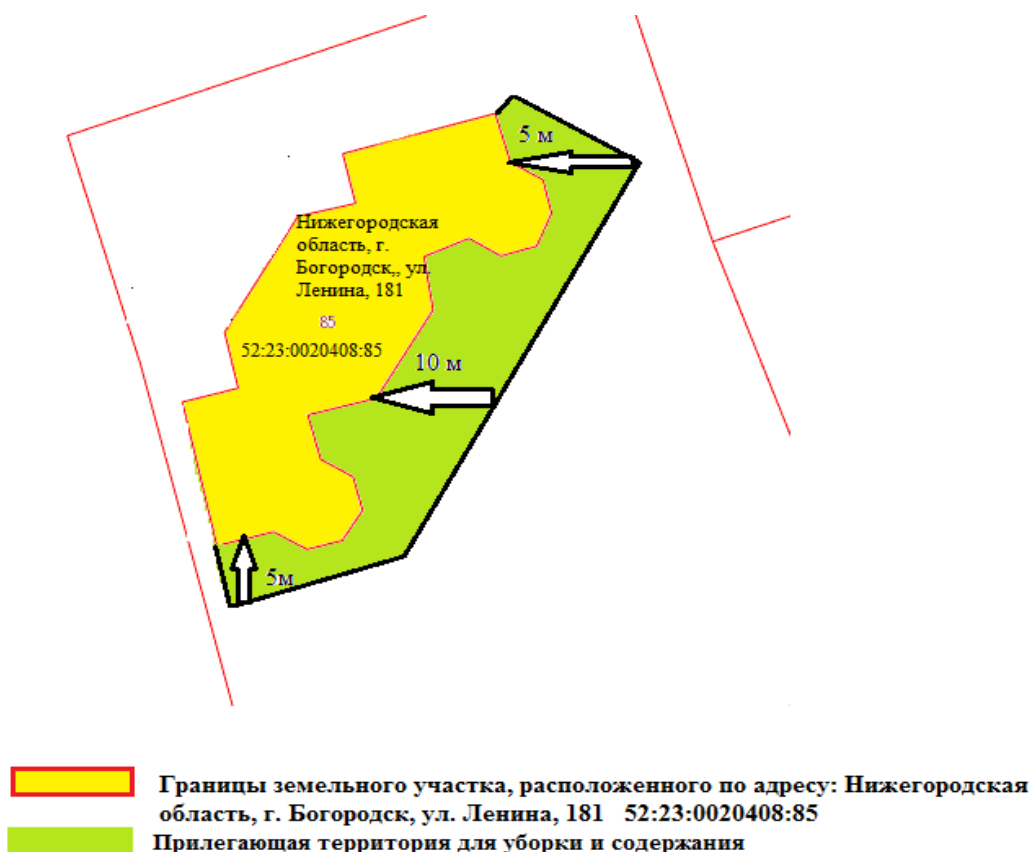 5 м
Нижегородская
область, г.
Богородск,, ул.
Ленина, 181
85
52:23:0020408:85
10 м
5м
Границы земельного участка, расположенного по адресу: Нижегородская
область, г. Богородск, ул. Ленина, 181 52:23:0020408:85
Прилегающая территория для уборки и содержания